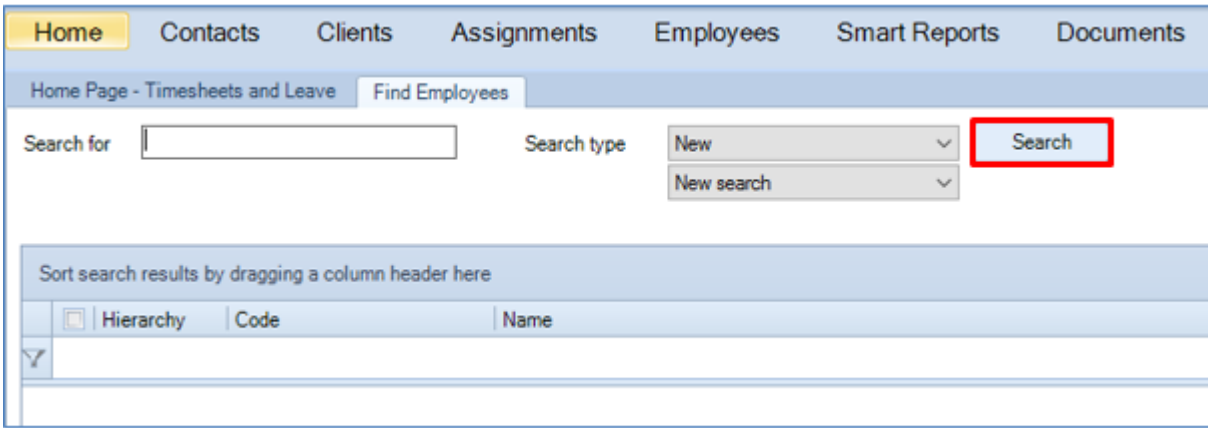 Home Contacts Clients Assignments Employees Smart Reports Documents
Home Page - Timesheets and Leave Find Employees
Search for Search type New Search
New search
Sort search results by dragging a column header here
Hierarchy Code Name